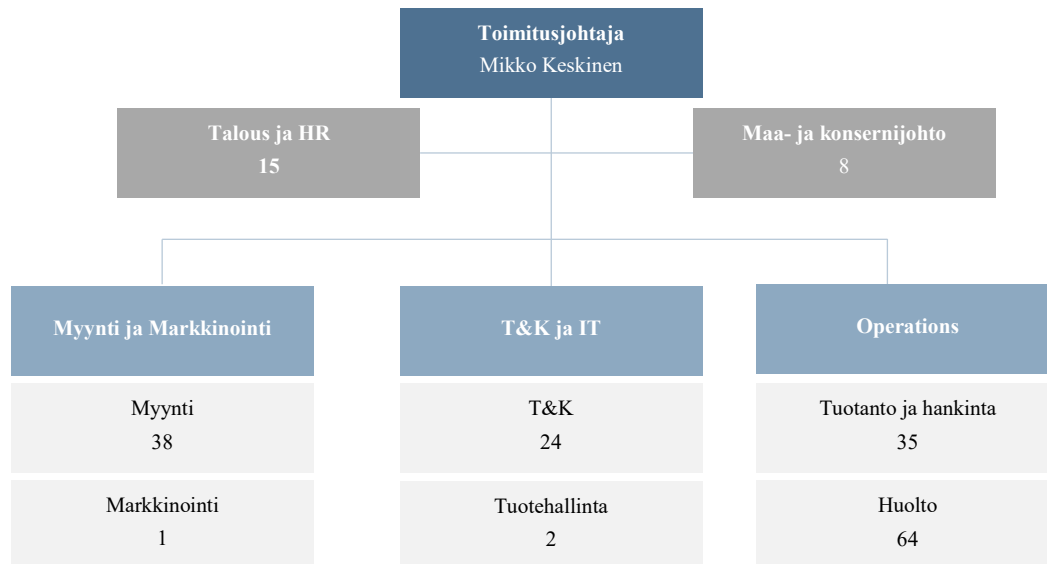 Toimitusjohtaja
Mikko Keskinen
Talous ja HR
15
Maa- ja konsernijohto
8
Myynti ja Markkinointi
T&K ja IT
Operations
Myynti
38
T&K
24
Tuotanto ja hankinta
35
Markkinointi
1
Tuotehallinta
2
Huolto
64